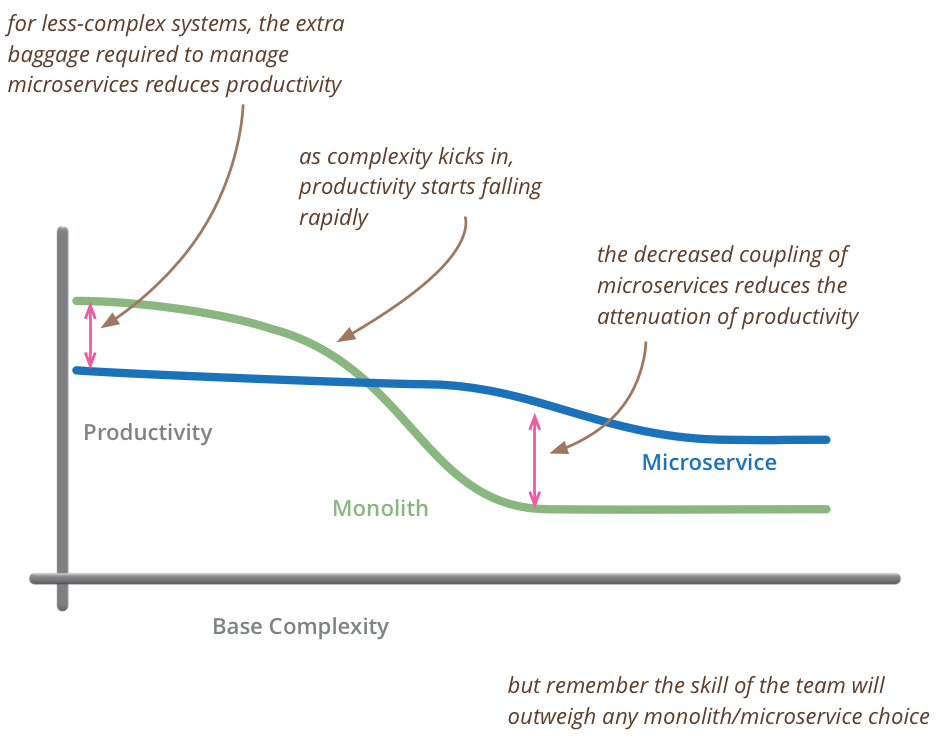 for less-complex systems, the extra
baggage required to manage
microservices reduces productivity
as complexity kicks in,
productivity starts falling
rapidly
the decreased coupling of
microservices reduces the
attenuation of productivity
Productivity
Microservice
Monolith
Base Complexity
but remember the skill of the team will
outweigh any monolith/microservice choice